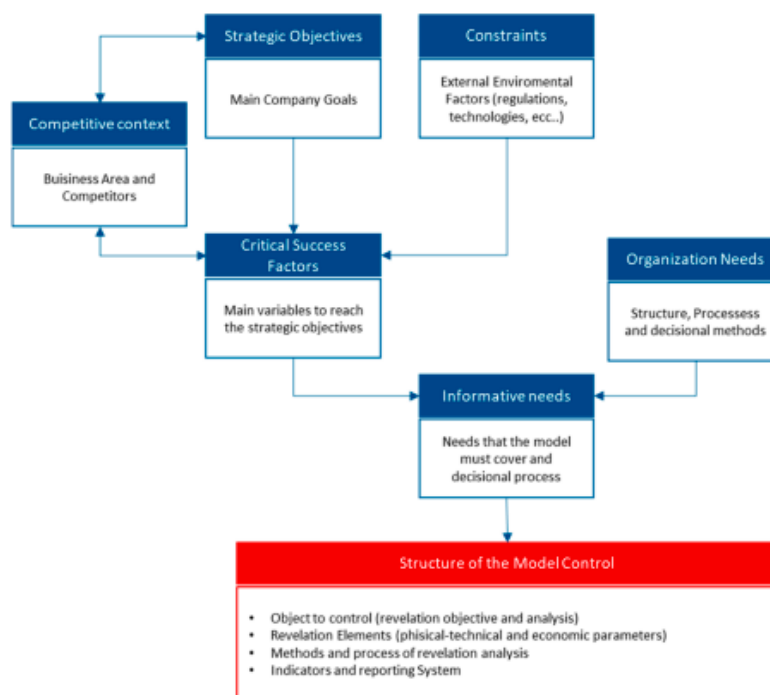 Strategic Objectives
Main Company Goals
Constraints
External Enviromental
Factors (regulations,
technologies, ecc..)
Competitive context
Buisiness Area and
Competitors
Critical Success
Factors
Main variables to reach
the strategic objectives
Organization Needs
Structure, Processess
and decisional methods
Informative needs
Needs that the model
must cover and
decisional process
Structure of the Model Control
• Object to control (revelation objective and analysis)
• Revelation Elements (phisical-technical and economic parameters)
• Methods and process of revelation analysis
• Indicators and reporting System